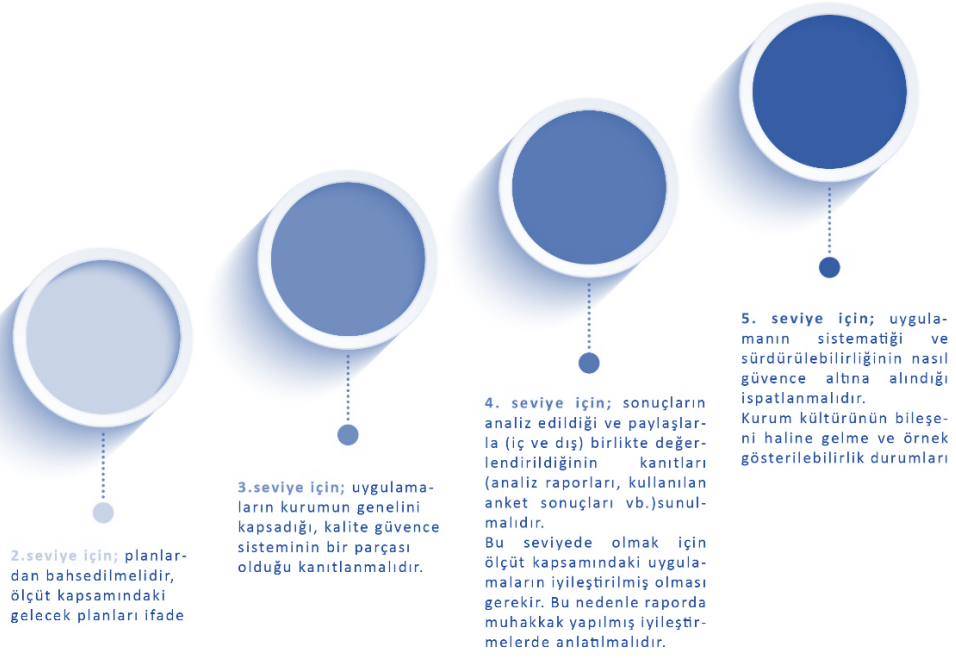 2.seviye için; planlar-
dan bahsedilmelidir,
ölçüt kapsamındaki
gelecek planları ifade
3.seviye için; uygulama-
ların kurumun genelini
kapsadığı, kalite güvence
sisteminin bir parçası
olduğu kanıtlanmalıdır.
4. seviye için; sonuçların
analiz edildiği ve paylaşlar-
la (iç ve dış) birlikte değer-
lendirildiğinin kanıtları
(analiz raporları, kullanılan
anket sonuçları vb.)sunul-
malıdır.
Bu seviyede olmak için
ölçüt kapsamındaki uygula-
maların iyileştirilmiş olması
gerekir. Bu nedenle raporda
muhakkak yapılmış iyileştir-
melerde anlatılmalıdır.
5. seviye için; uygula-
manın sistematiği ve
sürdürülebilirliğinin nasıl
güvence altına alındığı
ispatlanmalıdır.
Kurum kültürünün bileşe-
ni haline gelme ve örnek
gösterilebilirlik durumları